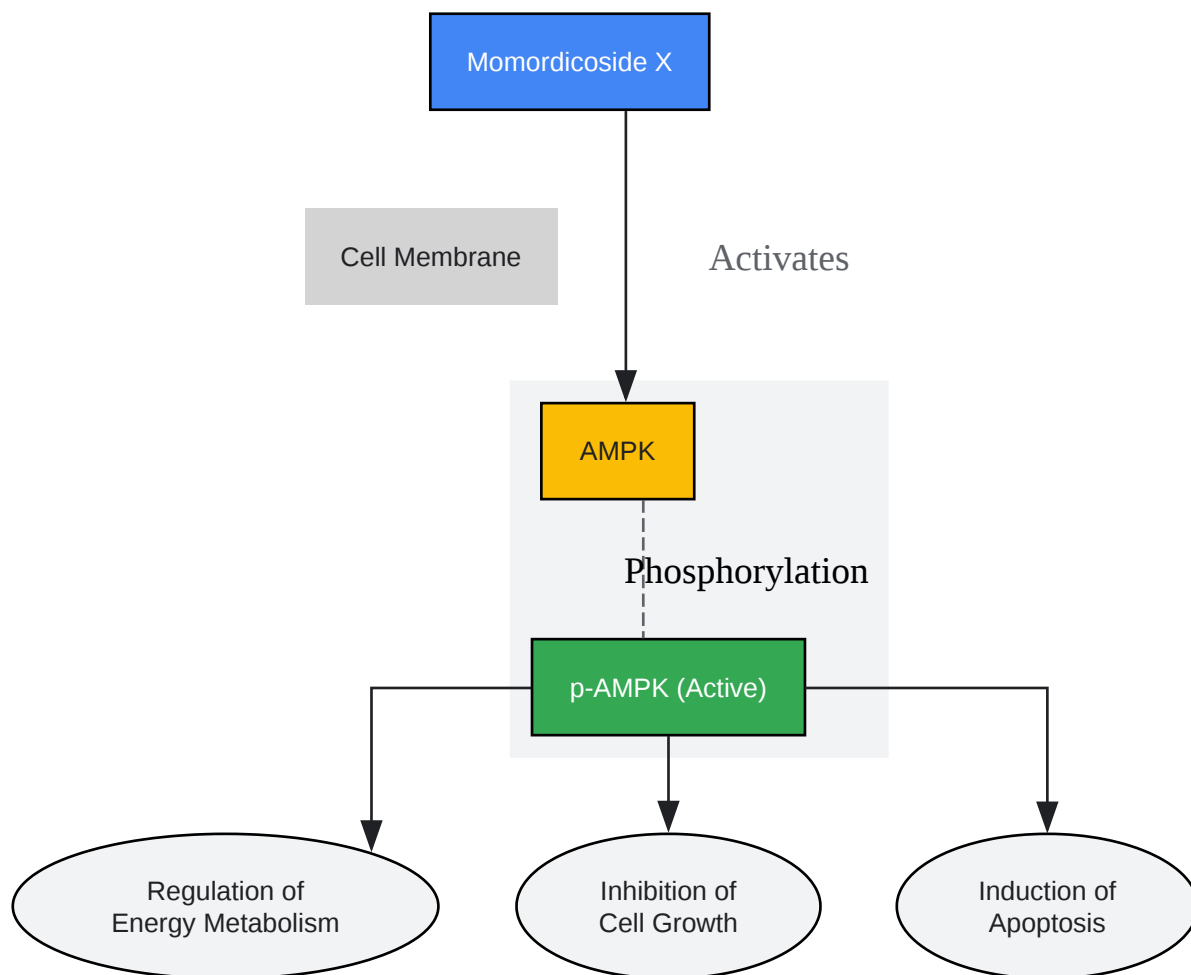 Momordicoside X
Cell Membrane
Activates
AMPK
Phosphorylation
p-AMPK (Active)
Regulation of
Energy Metabolism
Inhibition of
Cell Growth
Induction of
Apoptosis